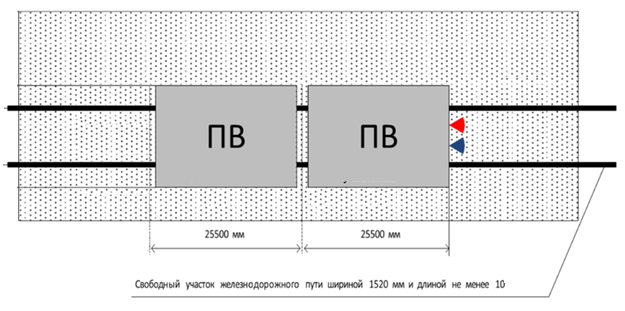 ПВ ПВ
25500 мм 25500 мм
Свободный участок железнодорожного пути шириной 1520 мм и длиной не менее 10